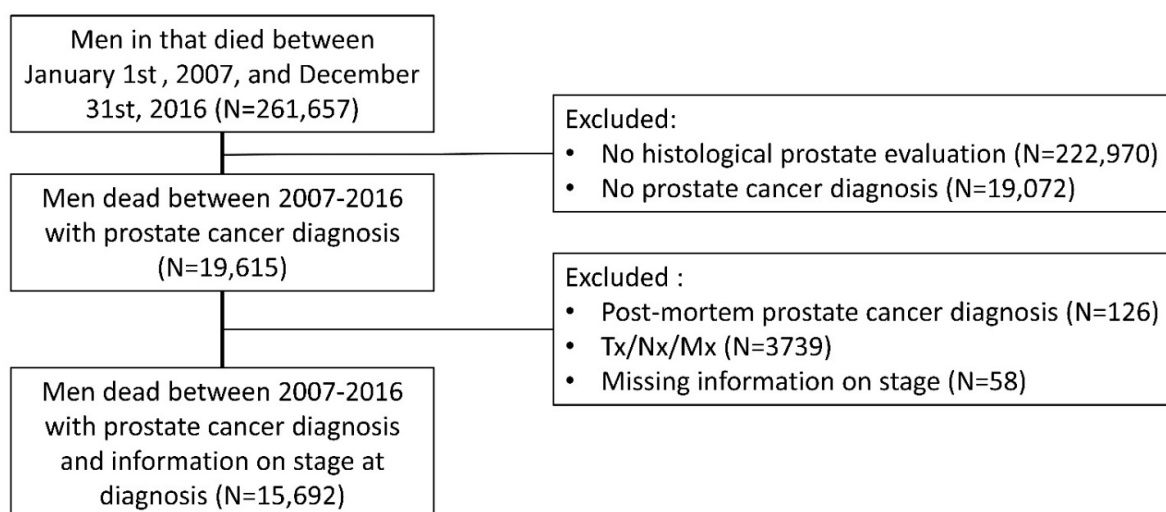 Men in that died between
January 1st , 2007, and December
31st, 2016 (N=261,657)
Excluded:
• No histological prostate evaluation (N=222,970)
• No prostate cancer diagnosis (N=19,072)
Men dead between 2007-2016
with prostate cancer diagnosis
(N=19,615)
Excluded :
• Post-mortem prostate cancer diagnosis (N=126)
• Tx/Nx/Mx (N=3739)
• Missing information on stage (N=58)
Men dead between 2007-2016
with prostate cancer diagnosis
and information on stage at
diagnosis (N=15,692)